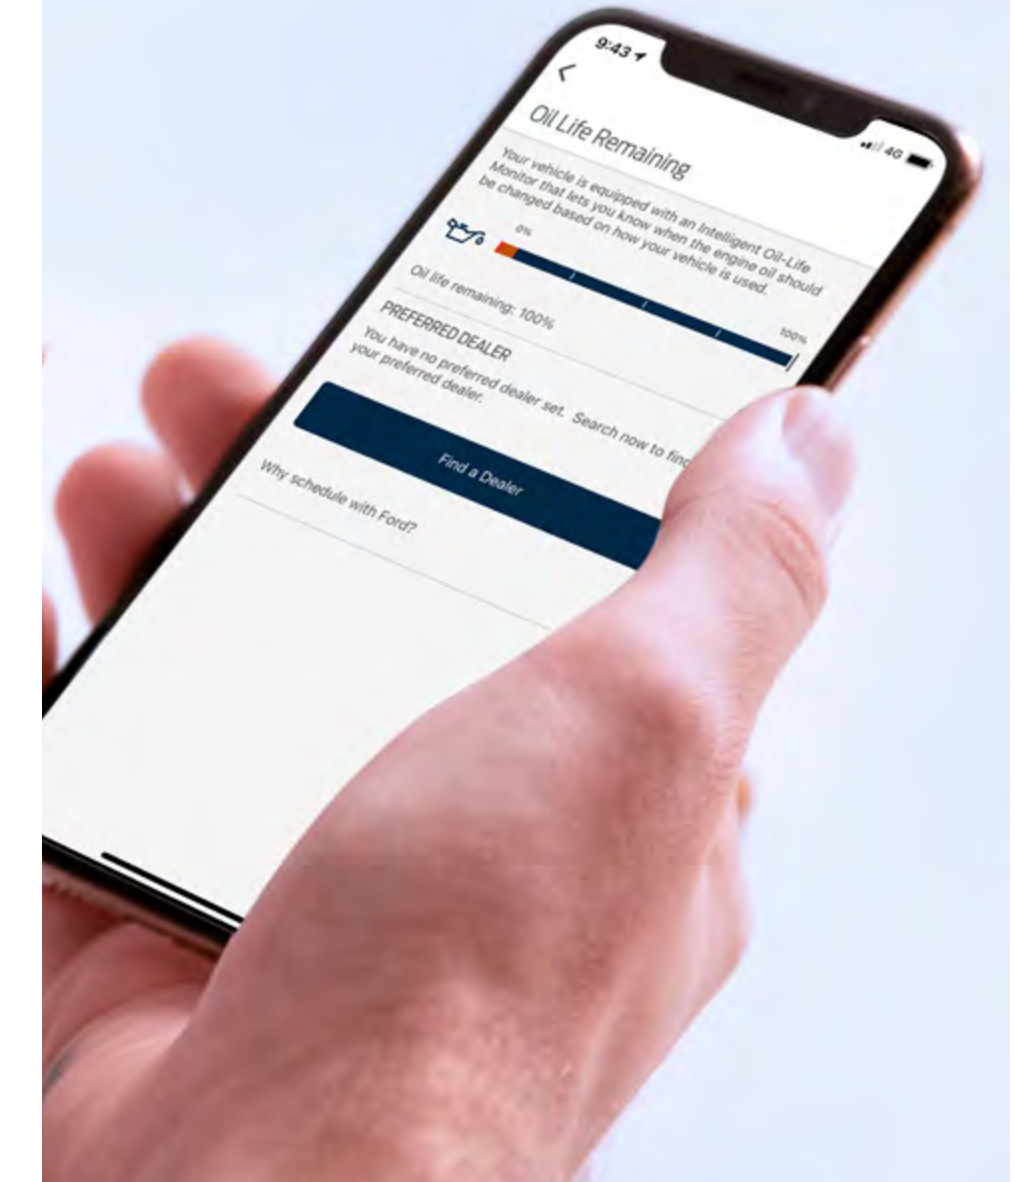 9:43
4G
Oil Life Remaining
Your vehicle is equipped with an Intelligent Oil-Life
Monitor that lets you know when the engine oil should
be changed based on how your vehicle is used.
0%
100%
Oil life remaining: 100%
PREFERRED DEALER
You have no preferred dealer set. Search now to find
your preferred dealer.
Find a Dealer
Why schedule with Ford?